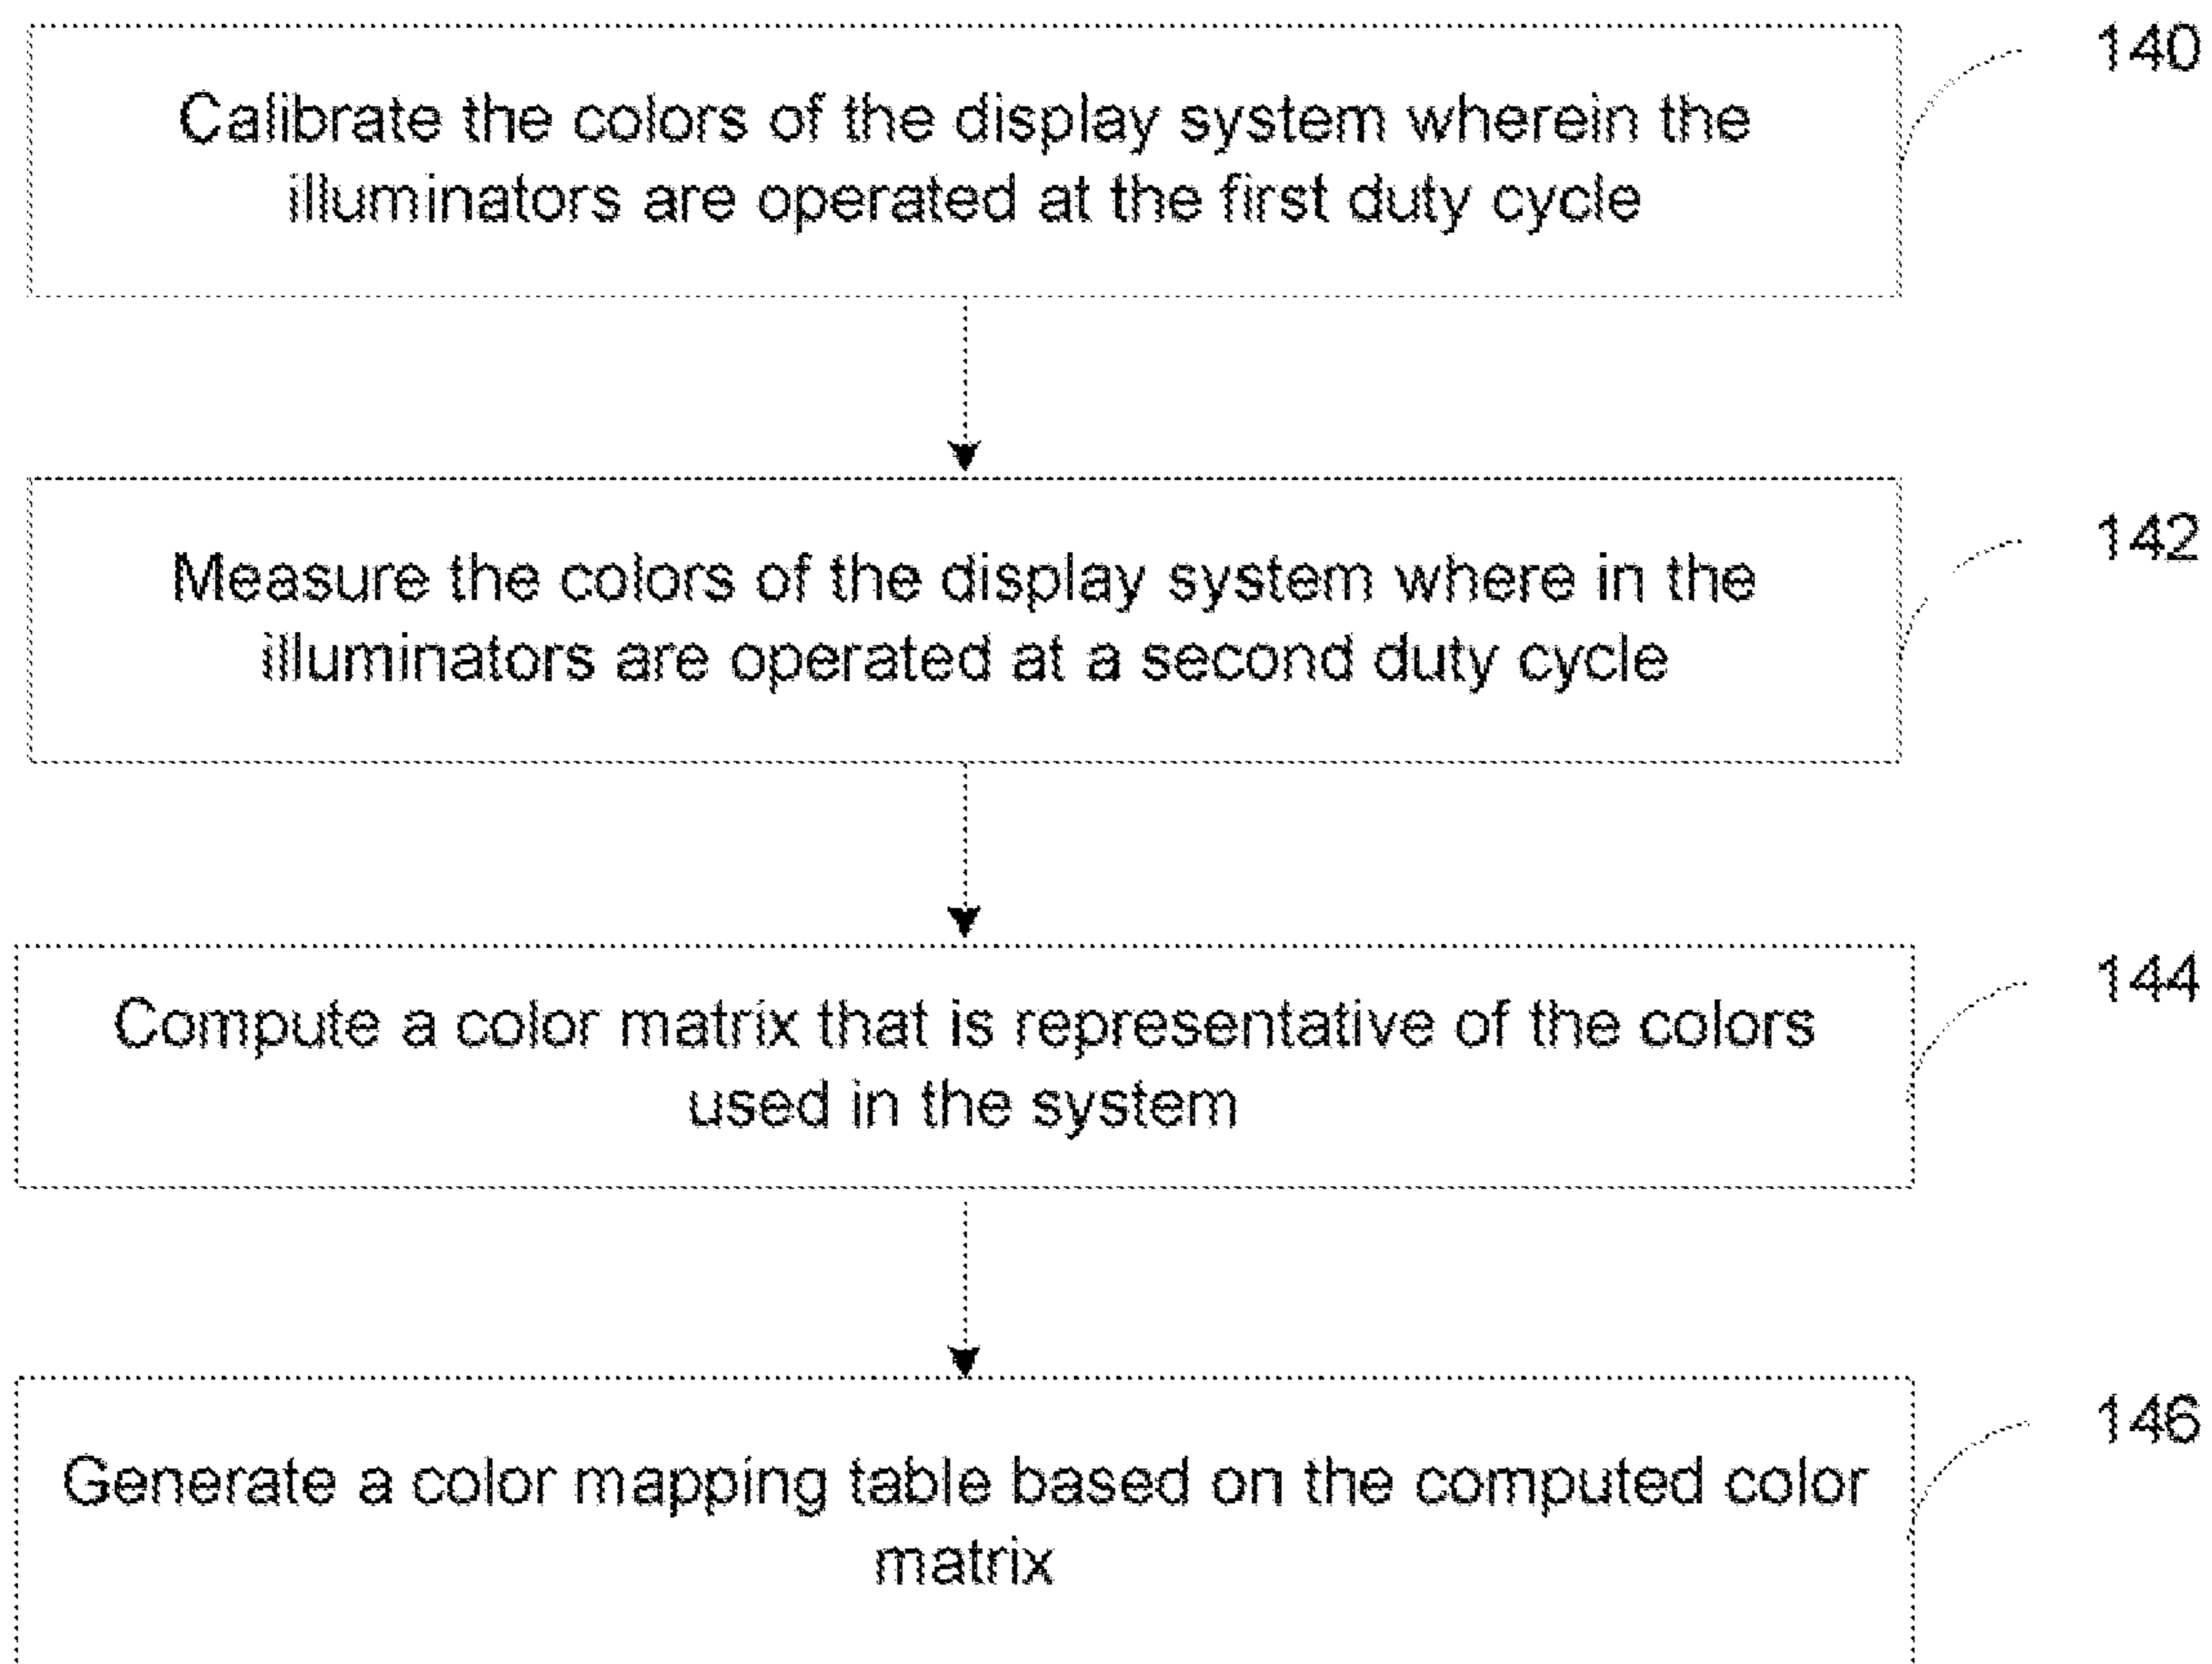 140
Calibrate the colors of the display system wherein the
illuminators are operated at the first duty cycle
142
Measure the colors of the display system where in the
illuminators are operated at a second duty cycle
144
Compute a color matrix that is representative of the colors
used in the system
146
Generate a color mapping table based on the computed color
matrix